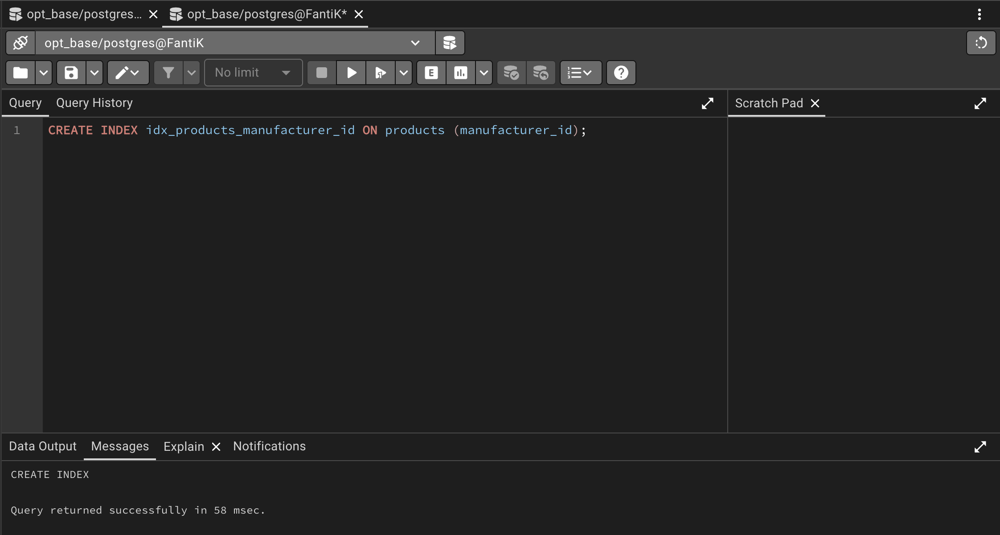 opt_base/postgres... opt_base/postgres@FantiK*
opt_base/postgres@FantiK
No limit E
Query Query History Scratch Pad
1 CREATE INDEX idx_products_manufacturer_id ON products (manufacturer_id);
Data Output Messages Explain Notifications
CREATE INDEX
Query returned successfully in 58 msec.